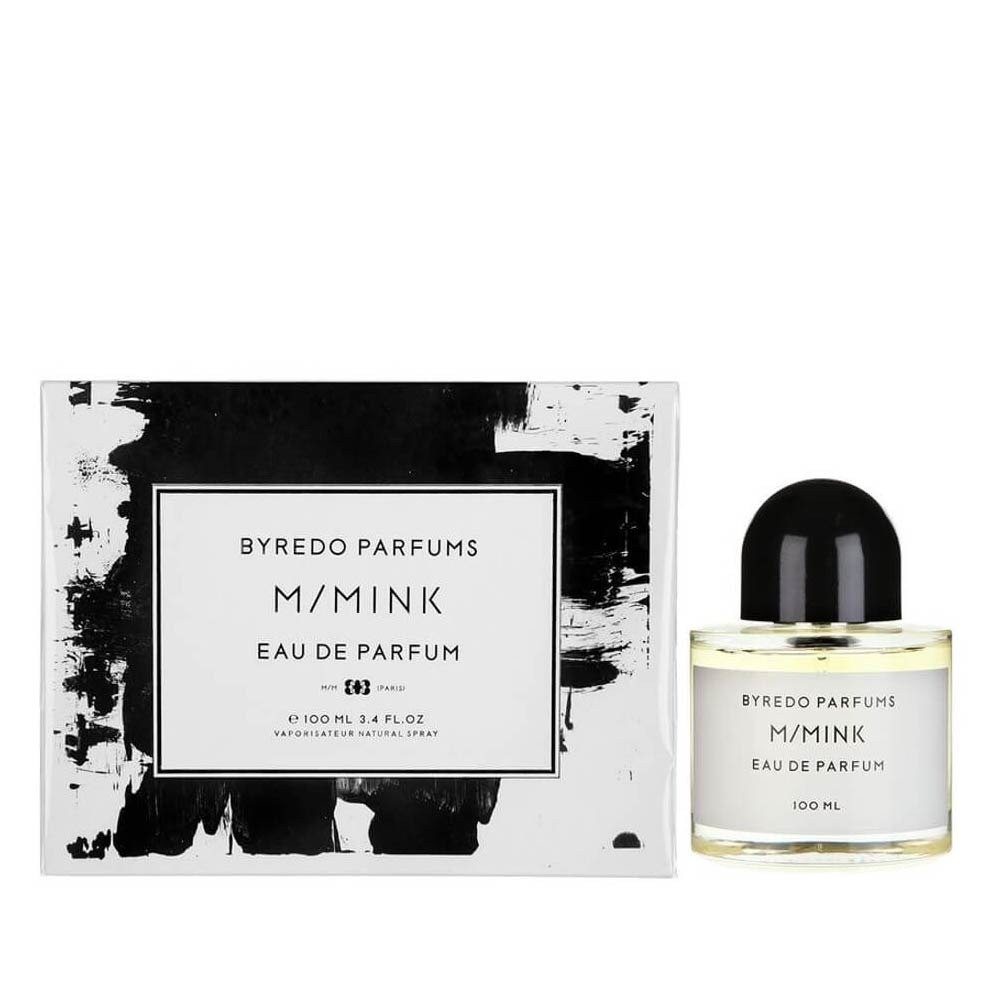 BYREDO PARFUMS
M/MINK
EAU DE PARFUM
M/M (PARIS)
℮ 100 ML 3.4 FL.OZ
VAPORISATEUR NATURAL SPRAY
BYREDO PARFUMS
M/MINK
EAU DE PARFUM
100 ML